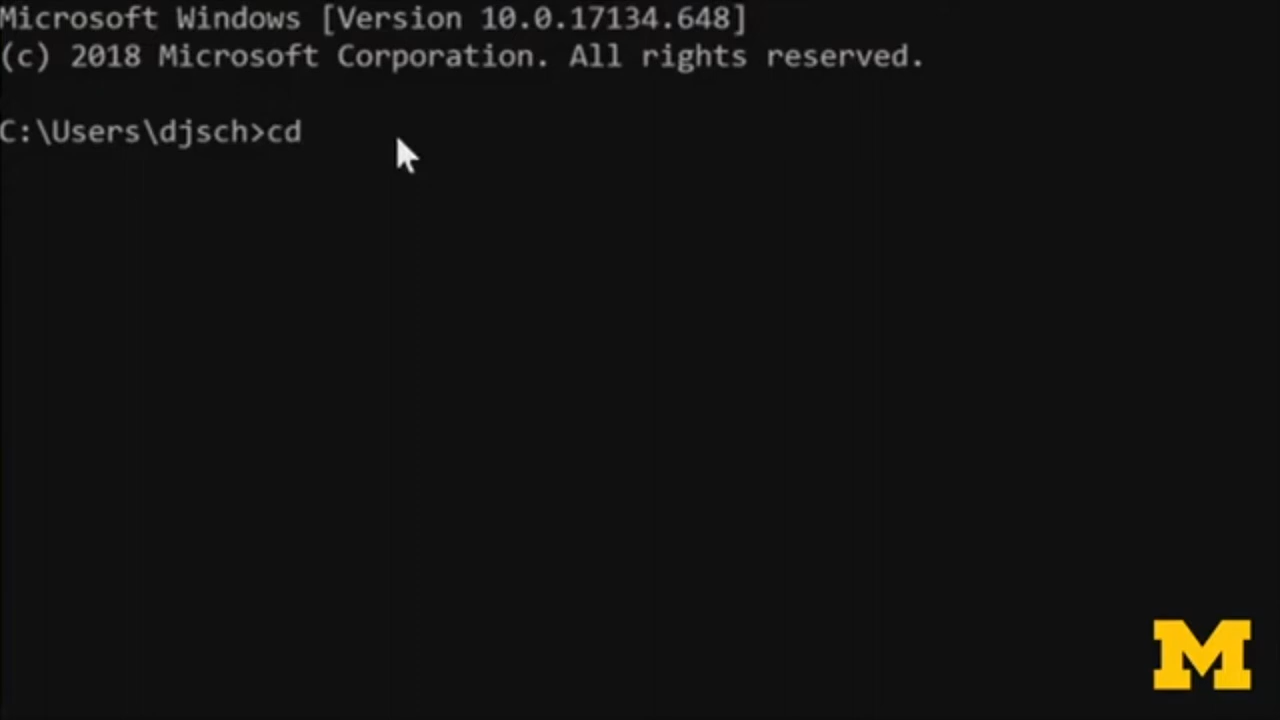 Microsoft Windows [Version 10.0.17134.648]
(c) 2018 Microsoft Corporation. All rights reserved.
C:\Users\djsch>cd
M